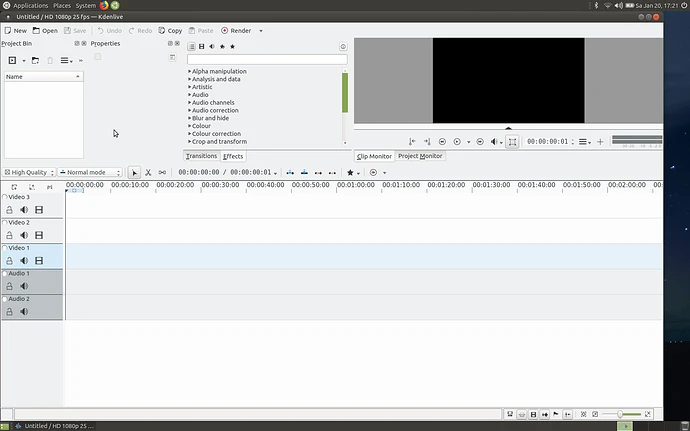 Applications Places System Sa Jan 20, 17:21
Untitled / HD 1080p 25 fps — Kdenlive
New Open Save Undo Redo Copy Paste Render
Project Bin Properties
Name
Alpha manipulation
Analysis and data
Artistic
Audio
Audio channels
Audio correction
Blur and hide
Colour
Colour correction
Crop and transform
00:00:00:01
Transitions Effects Clip Monitor Project Monitor
High Quality Normal mode 00:00:00:00 / 00:00:00:01
00:00:00:00 00:00:10:00 00:00:20:00 00:00:30:00 00:00:40:00 00:00:50:00 00:01:00:00 00:01:10:00 00:01:20:00 00:01:30:00 00:01:40:00 00:01:50:00 00:02:00:00
Video 3
Video 2
Video 1
Audio 1
Audio 2
Untitled / HD 1080p 25 ...